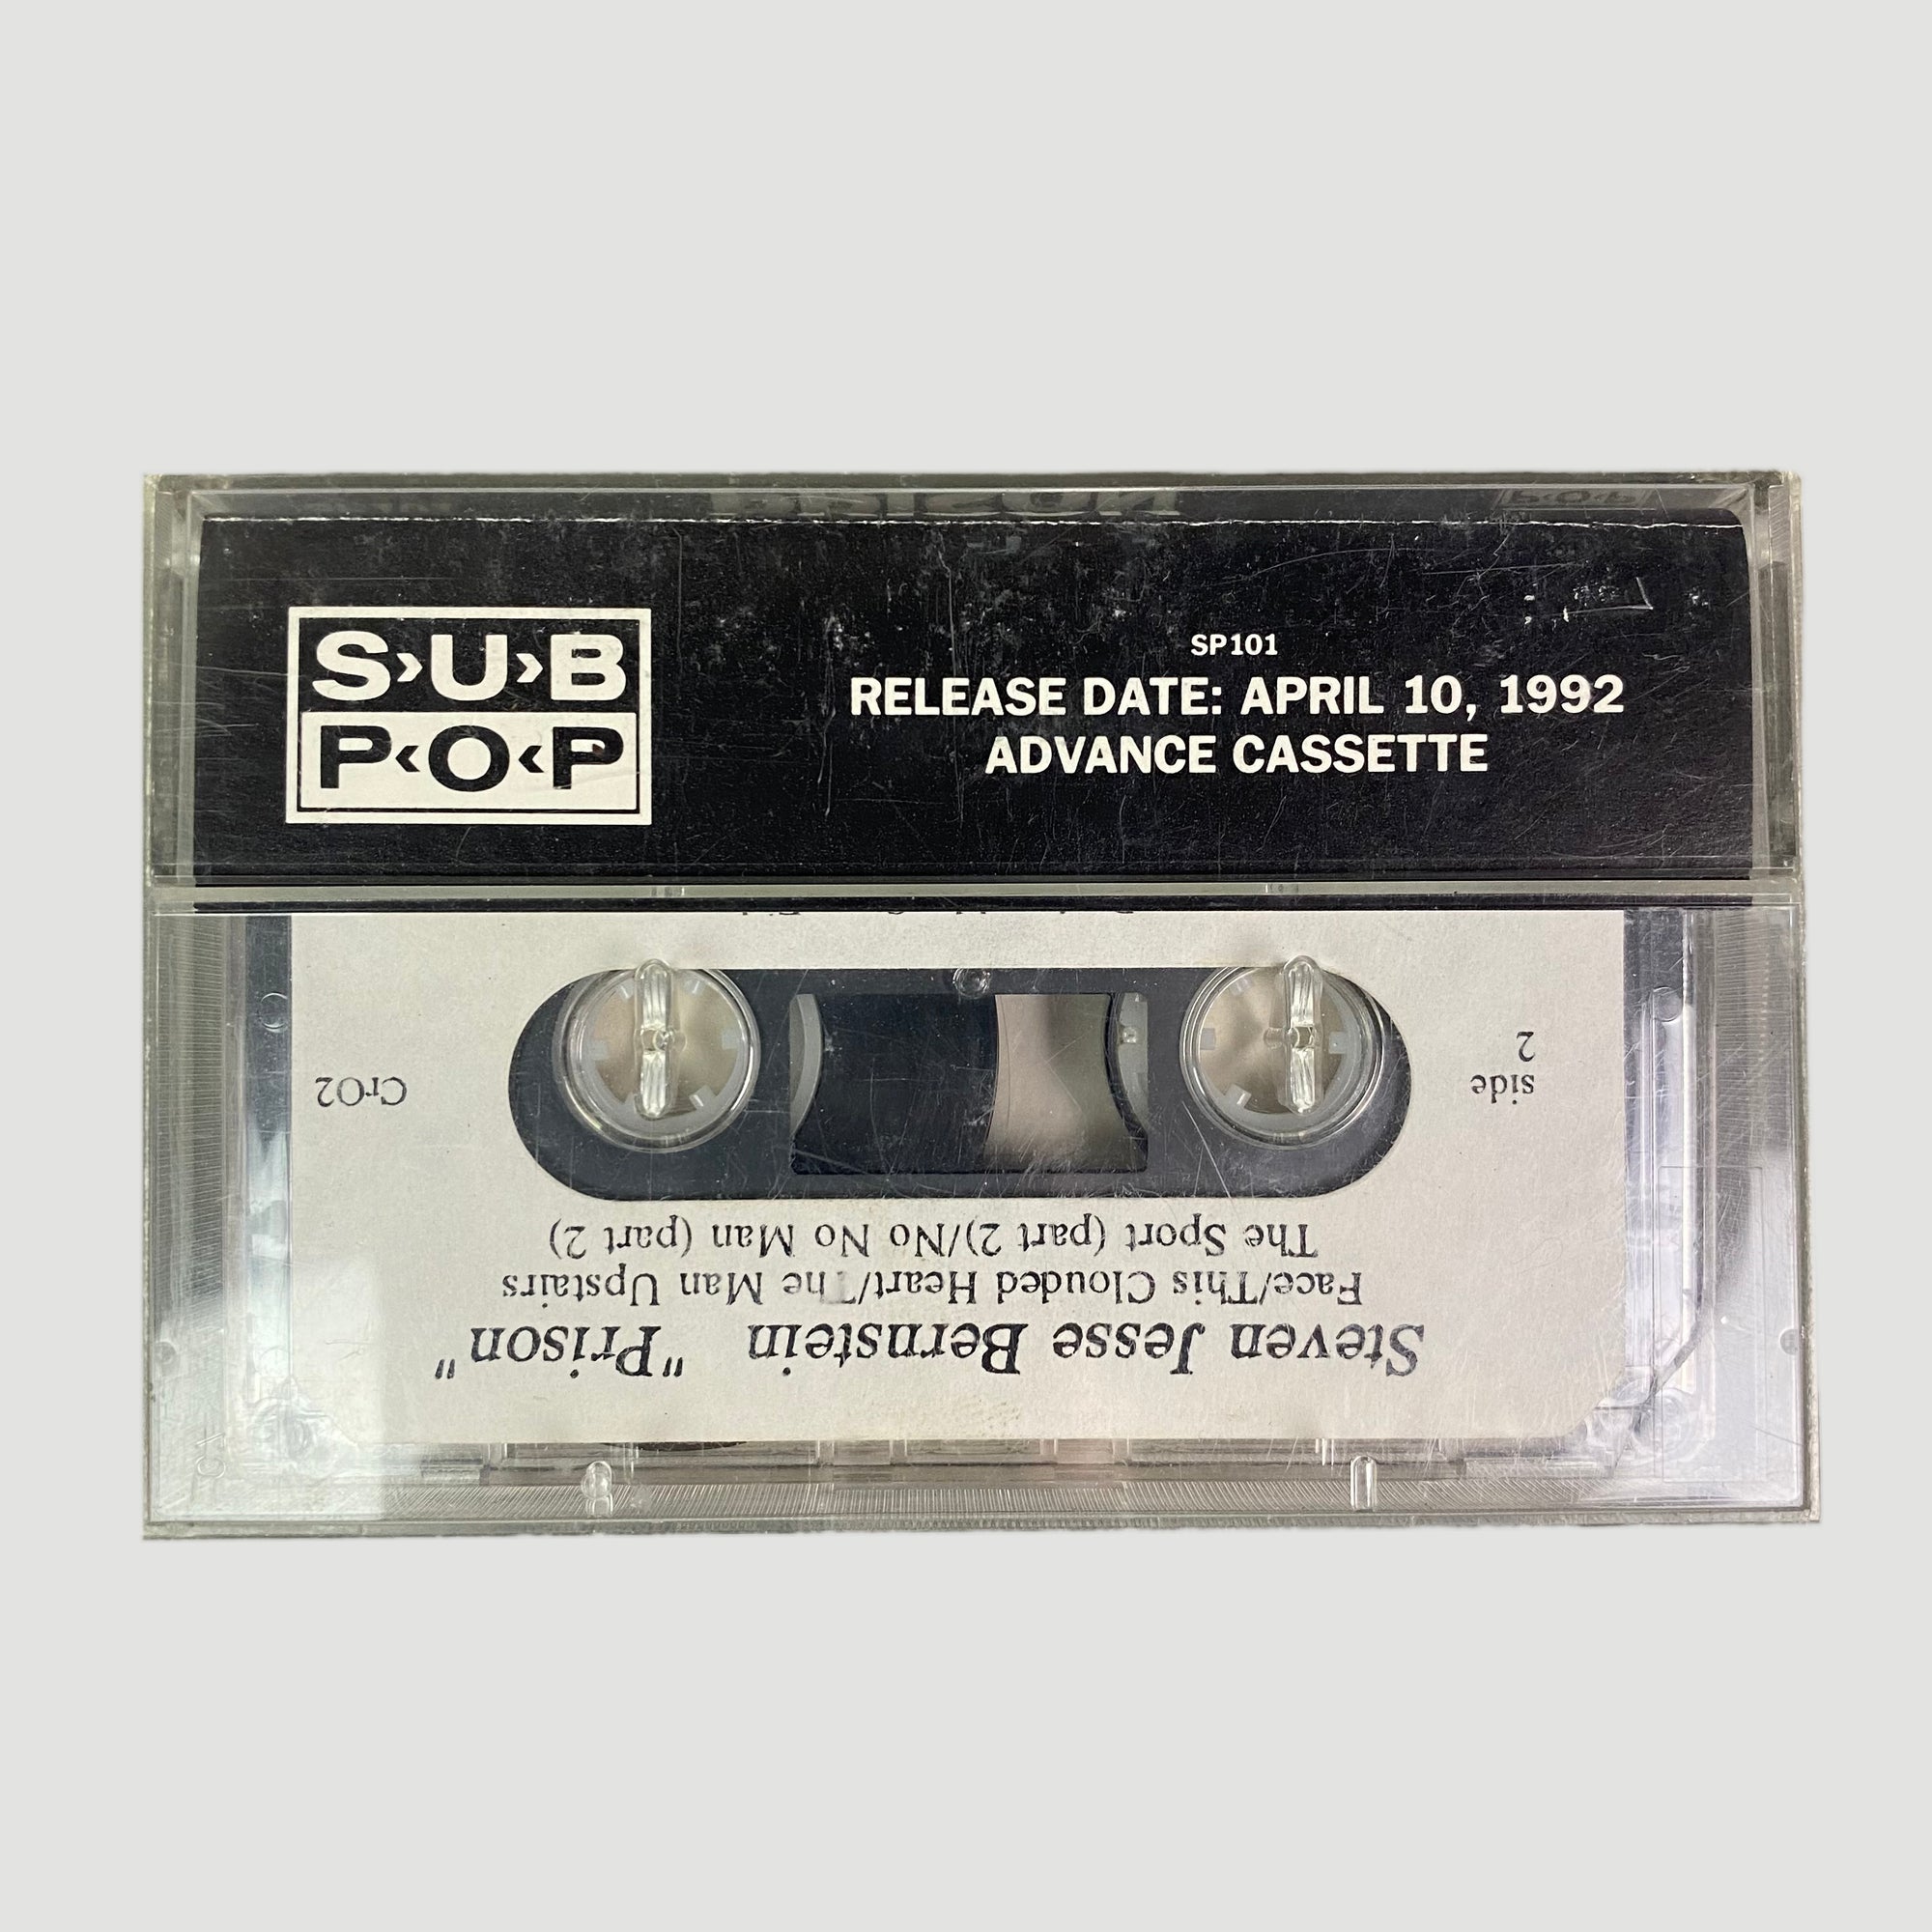 S›U›B
P‹O‹P
SP101
RELEASE DATE: APRIL 10, 1992
ADVANCE CASSETTE
Steven Jesse Bernstein "Prison"
Face/This Clouded Heart/The Man Upstairs
The Sport (part 2)/No No Man (part 2)
side
2
CrO2